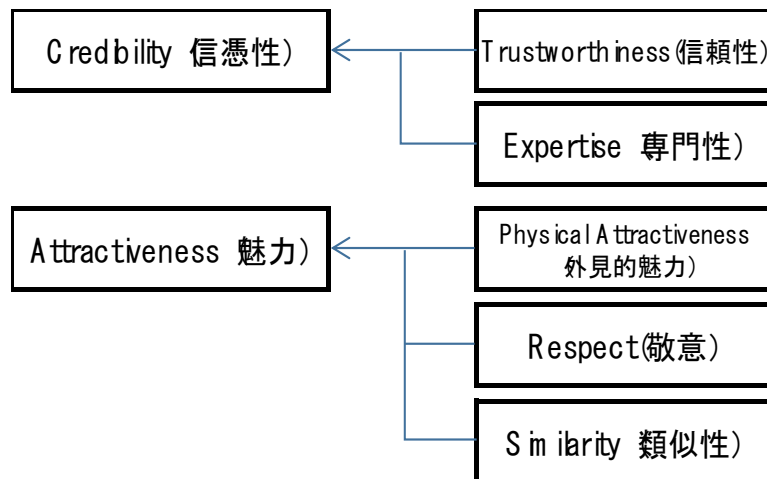 Credibility 信憑性)
Trustworthiness(信頼性)
Expertise 専門性)
Attractiveness 魅力)
Physical Attractiveness
外見的魅力)
Respect(敬意)
Similarity 類似性)